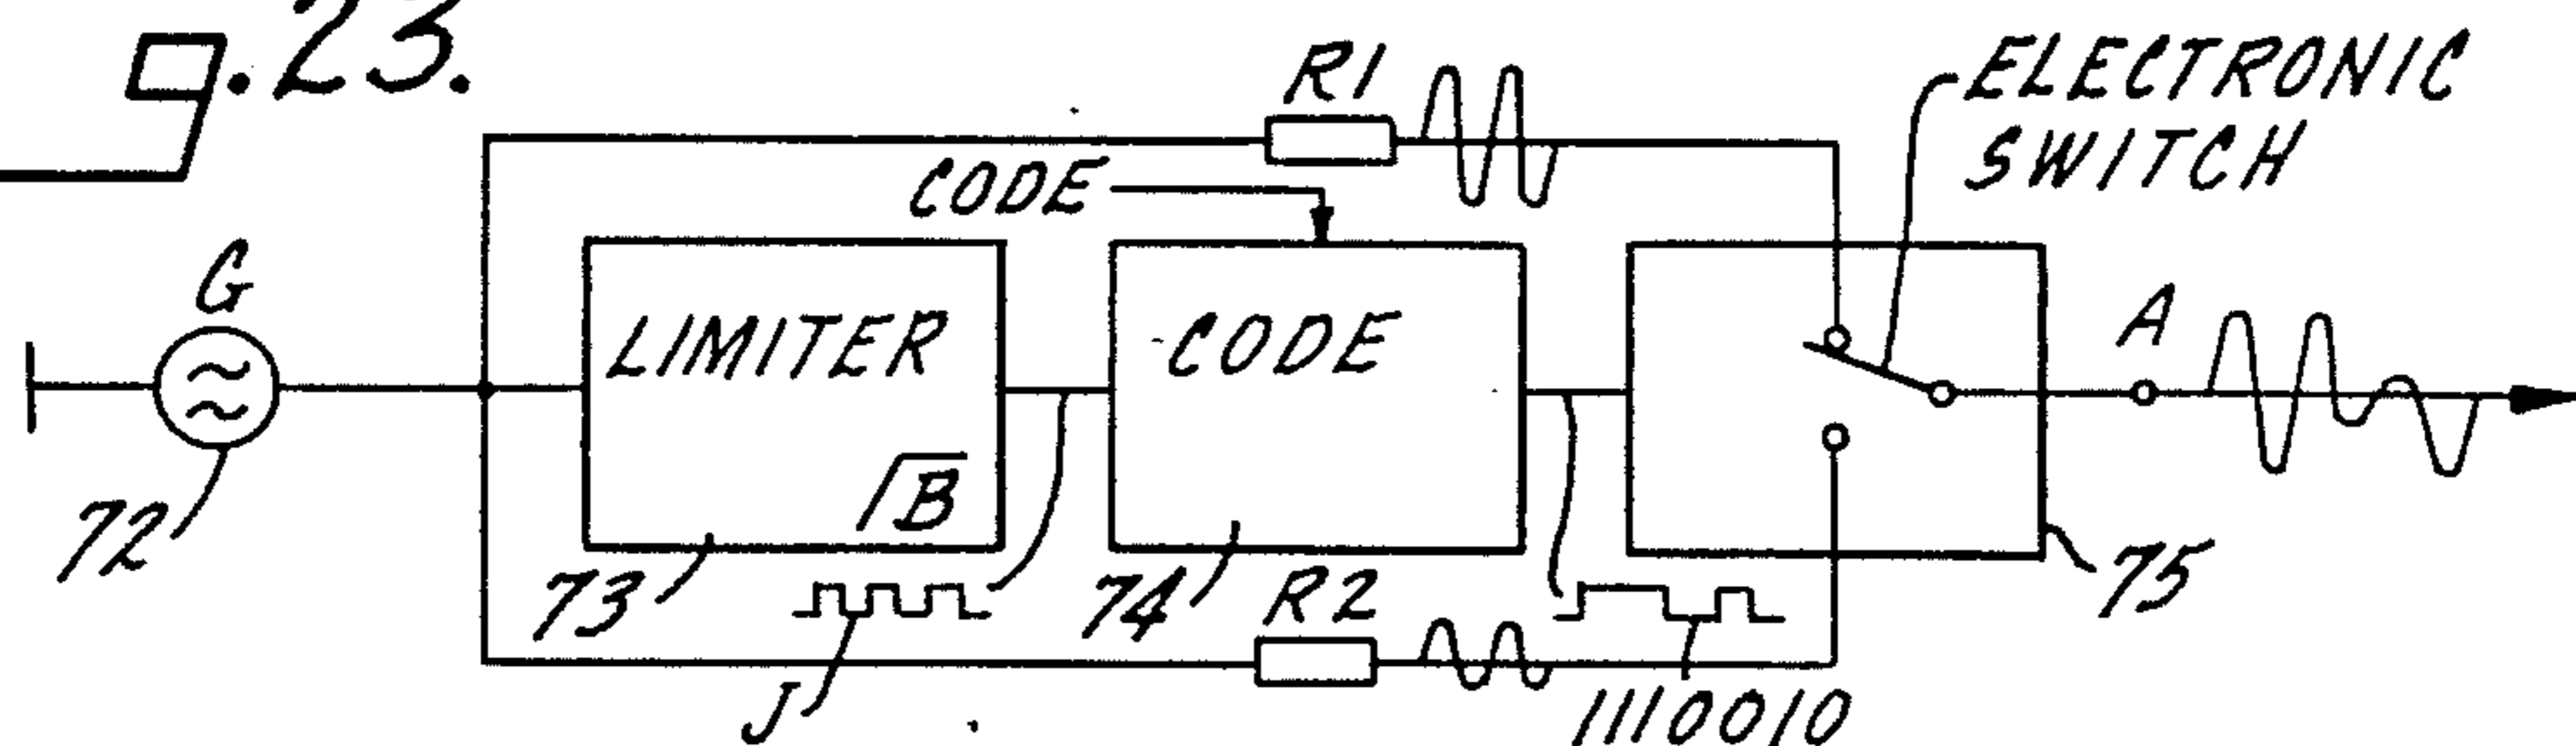 g. 23.
R1
ELECTRONIC
SWITCH
CODE
G
A
LIMITER
CODE
B
72
73
J
74
R2
1110010
75